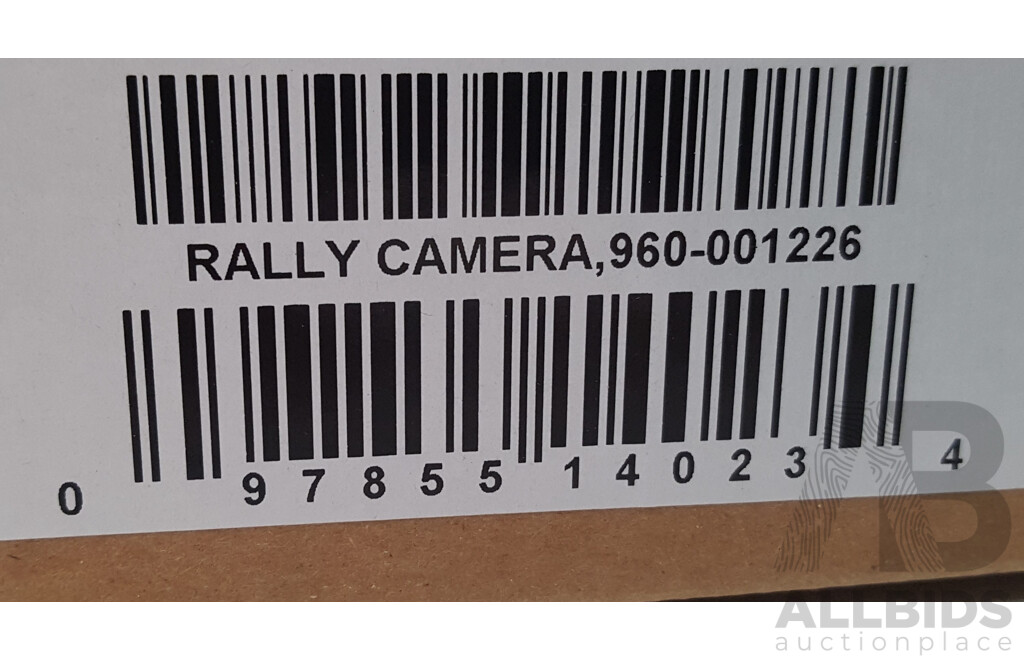 RALLY CAMERA,960-001226
0 97855 14023 4
ALLBIDS
auctionplace